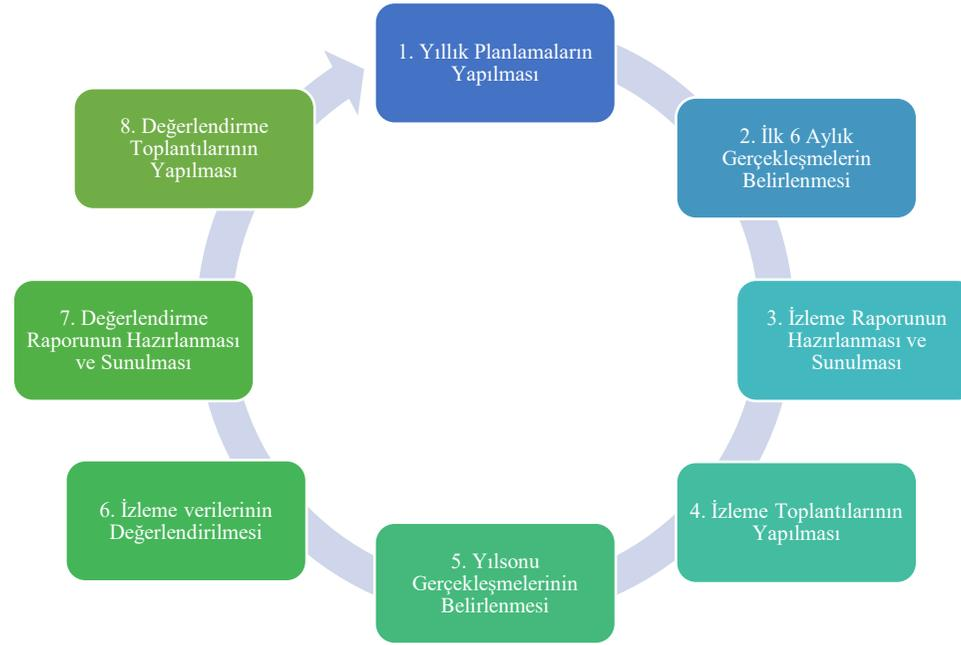 1. Yıllık Planlamaların
Yapılması
2. İlk 6 Aylık
Gerçekleşmelerin
Belirlenmesi
3. İzleme Raporunun
Hazırlanması ve
Sunulması
4. İzleme Toplantılarının
Yapılması
5. Yılsonu
Gerçekleşmelerinin
Belirlenmesi
6. İzleme verilerinin
Değerlendirilmesi
7. Değerlendirme
Raporunun Hazırlanması
ve Sunulması
8. Değerlendirme
Toplantılarının
Yapılması